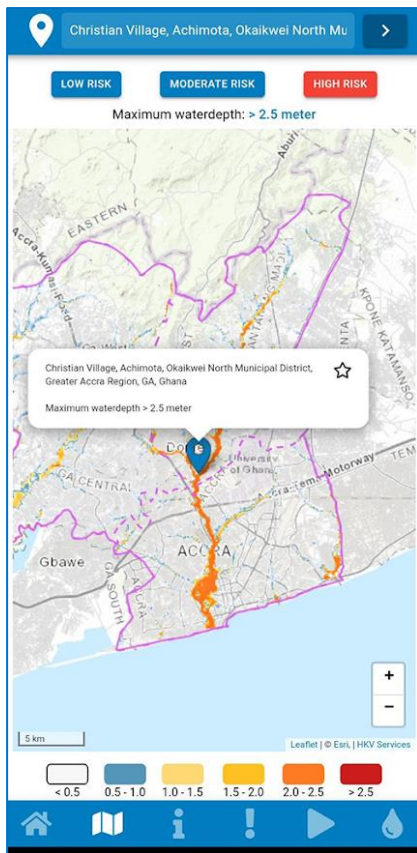 Christian Village, Achimota, Okaikwei North Mu
LOW RISK
MODERATE RISK
HIGH RISK
Maximum waterdepth: > 2.5 meter
Aburi
EASTERN
Accra-Kumasi Road
KPONE KATAMANSO
Christian Village, Achimota, Okaikwei North Municipal District,
Greater Accra Region, GA, Ghana
Maximum waterdepth > 2.5 meter
University
of Ghana
GA CENTRAL
ACCRA
Accra-Tema Motorway
TEM
ACCRA
Gbawe
GA SOUTH
ACCRA
+
−
5 km
Leaflet | © Esri, | HKV Services
< 0.5
0.5 - 1.0
1.0 - 1.5
1.5 - 2.0
2.0 - 2.5
> 2.5